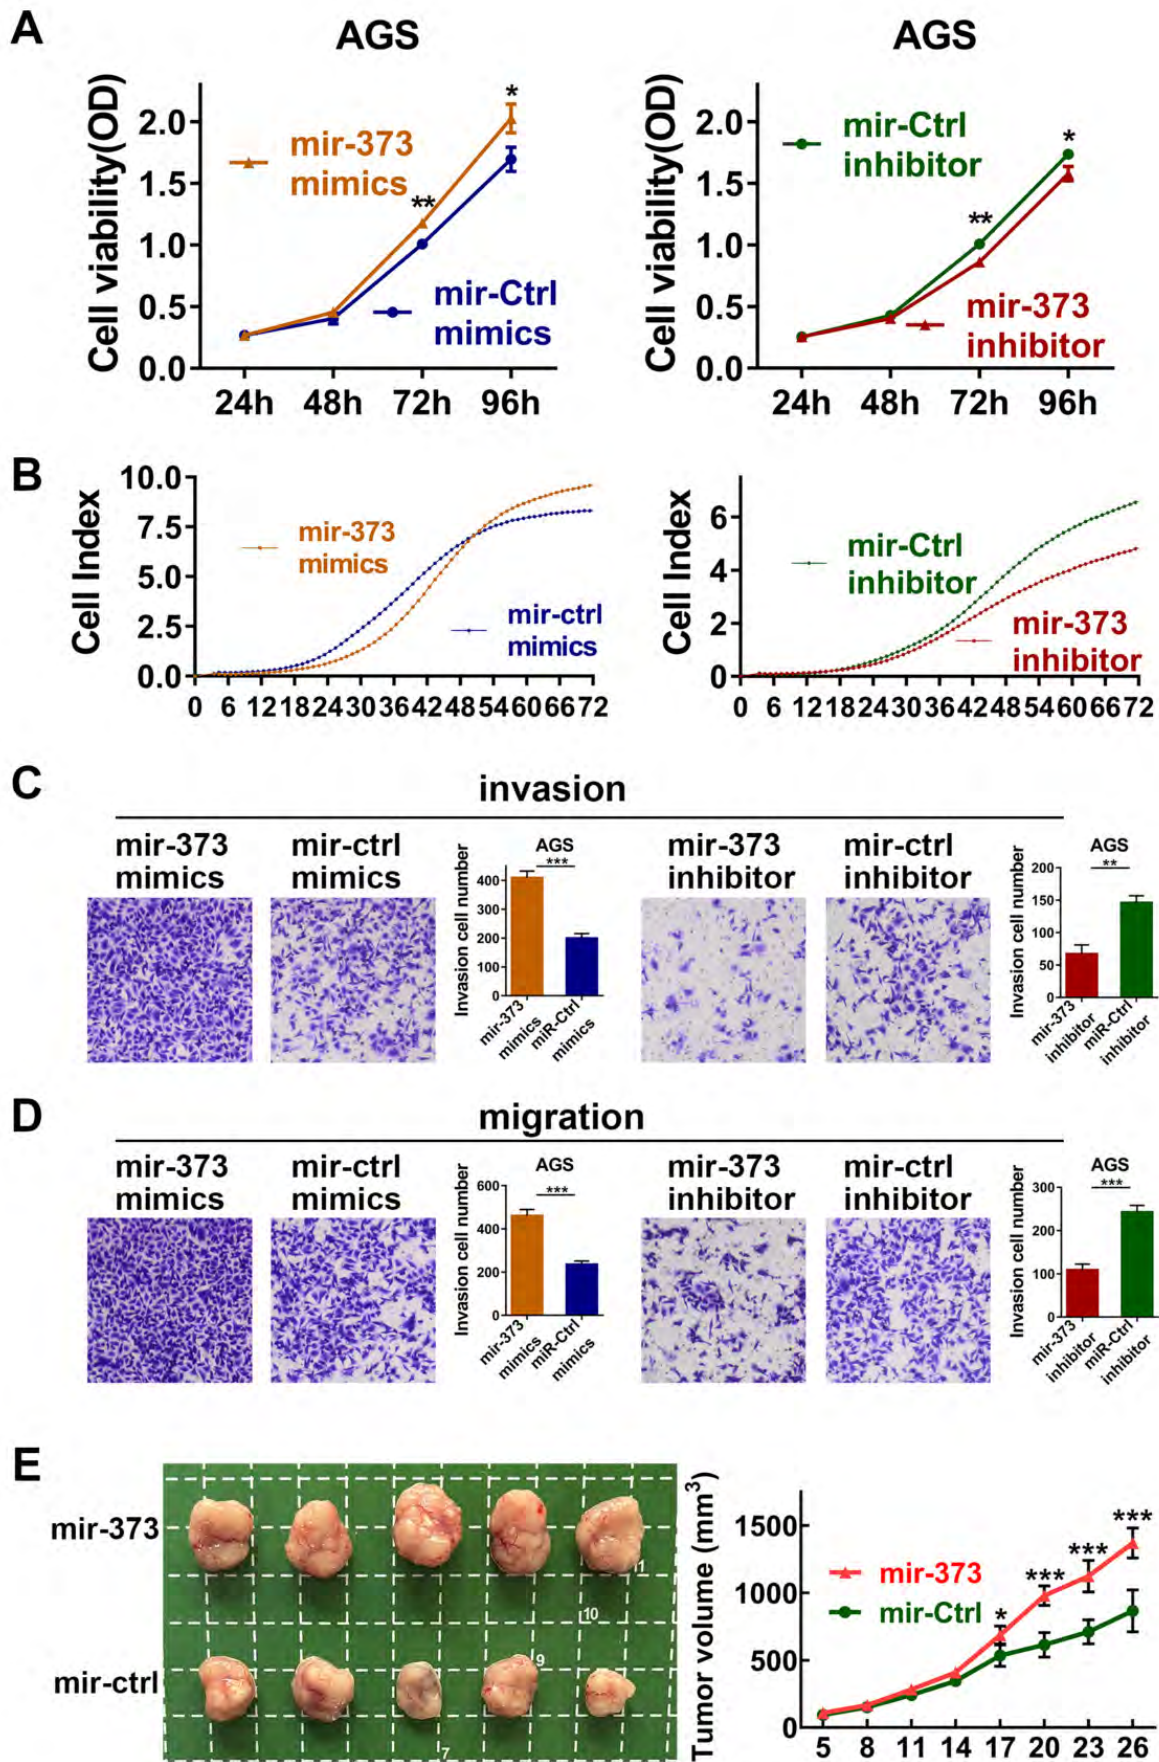 A
AGS
AGS
Cell viability(OD)
2.0
1.5
1.0
0.5
0.0
mir-373
mimics
**
*
mir-Ctrl
mimics
24h 48h 72h 96h
Cell viability(OD)
2.0
1.5
1.0
0.5
0.0
mir-Ctrl
inhibitor
**
*
mir-373
inhibitor
24h 48h 72h 96h
B
Cell Index
10.0
7.5
5.0
2.5
0.0
mir-373
mimics
mir-ctrl
mimics
0 6 12 18 24 30 36 42 48 54 60 66 72
Cell Index
6
4
2
0
mir-Ctrl
inhibitor
mir-373
inhibitor
0 6 12 18 24 30 36 42 48 54 60 66 72
C
invasion
mir-373
mimics
mir-ctrl
mimics
Invasion cell number
AGS
***
400
300
200
100
0
mir-373
mimics
miR-Ctrl
mimics
mir-373
inhibitor
mir-ctrl
inhibitor
Invasion cell number
AGS
**
200
150
100
50
0
mir-373
inhibitor
miR-Ctrl
inhibitor
D
migration
mir-373
mimics
mir-ctrl
mimics
Invasion cell number
AGS
***
600
400
200
0
mir-373
mimics
miR-Ctrl
mimics
mir-373
inhibitor
mir-ctrl
inhibitor
Invasion cell number
AGS
***
300
200
100
0
mir-373
inhibitor
miR-Ctrl
inhibitor
E
mir-373
mir-ctrl
11
10
9
7
Tumor volume (mm³)
1500
1000
500
0
mir-373
mir-Ctrl
*
***
***
***
5 8 11 14 17 20 23 26